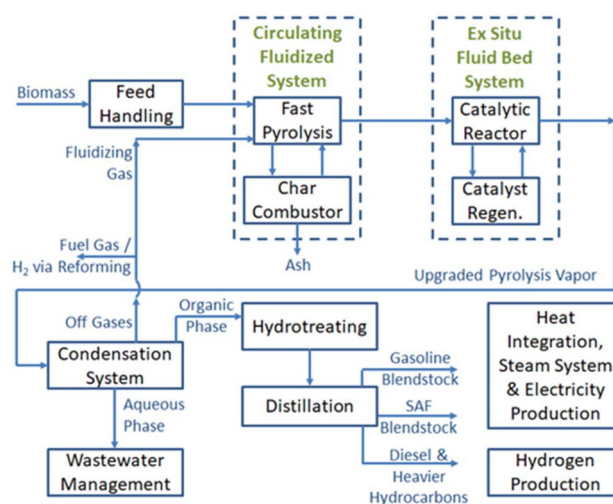 Circulating
Fluidized
System
Ex Situ
Fluid Bed
System
Biomass
Feed
Handling
Fast
Pyrolysis
Catalytic
Reactor
Fluidizing
Gas
Char
Combustor
Catalyst
Regen.
Fuel Gas /
H₂ via Reforming
Ash
Upgraded Pyrolysis Vapor
Off Gases
Organic
Phase
Hydrotreating
Heat
Integration,
Steam System
& Electricity
Production
Condensation
System
Gasoline
Blendstock
Distillation
SAF
Blendstock
Aqueous
Phase
Wastewater
Management
Diesel &
Heavier
Hydrocarbons
Hydrogen
Production